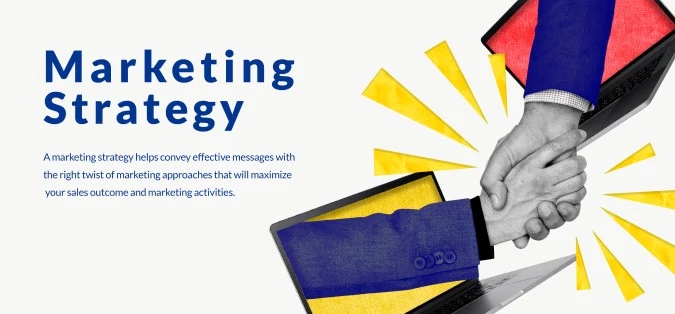 Marketing
Strategy
A marketing strategy helps convey effective messages with
the right twist of marketing approaches that will maximize
your sales outcome and marketing activities.